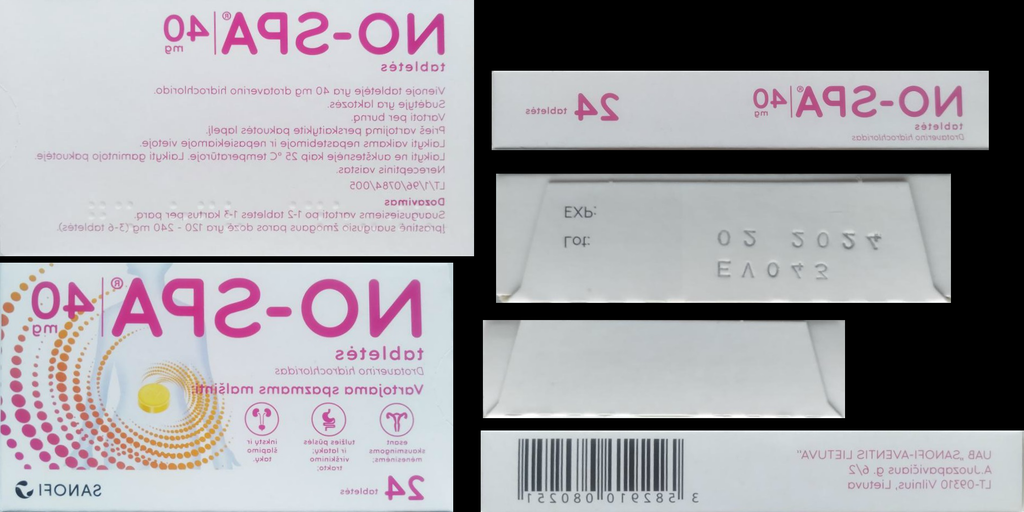 NO-SPA® 40 mg
tabletės
Vienoje tabletėje yra 40 mg drotaverino hidrochlorido.
Sudėtyje yra laktozės.
Vartoti per burną.
Prieš vartojimą perskaitykite pakuotės lapelį.
Laikyti vaikams nepastebimoje ir nepasiekiamoje vietoje.
Laikyti ne aukštesnėje kaip 25 °C temperatūroje. Laikyti gamintojo pakuotėje.
Nereceptinis vaistas.
LT/1/96/0784/005
Dozavimas
Suaugusiesiems vartoti po 1-2 tabletes 1-3 kartus per parą.
Įprastinė suaugusio žmogaus paros dozė yra 120 - 240 mg (3-6 tabletės).
NO-SPA® 40 mg
tabletės
Drotaverino hidrochloridas
Vartojama spazmams malšinti:
esant
skausmingoms
mėnesinėms;
tulžies pūslės
ir latakų;
virškinimo
trakto;
inkstų ir
šlapimo
takų.
24 tabletės
SANOFI
NO-SPA® 40 mg
tabletės
Drotaverino hidrochloridas
24 tabletės
EXP:
Lot:
02 2024
EV043
UAB „SANOFI-AVENTIS LIETUVA“
A.Juozapavičiaus g. 6/2
LT-09310 Vilnius, Lietuva
3 582910 080251